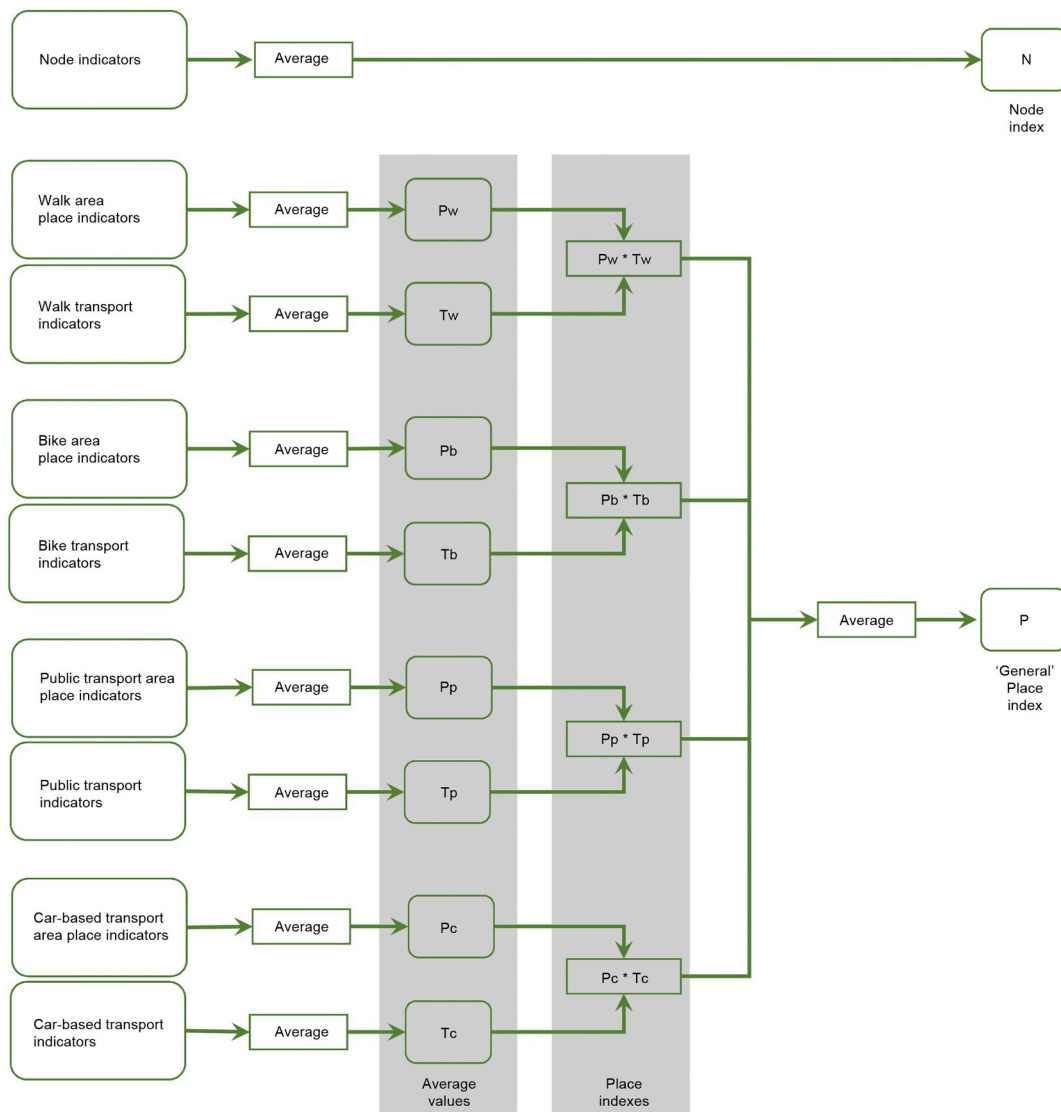 Node indicators
Average
N
Node
index
Walk area
place indicators
Average
Pw
Pw * Tw
Walk transport
indicators
Average
Tw
Bike area
place indicators
Average
Pb
Pb * Tb
Bike transport
indicators
Average
Tb
Average
P
'General'
Place
index
Public transport area
place indicators
Average
Pp
Pp * Tp
Public transport
indicators
Average
Tp
Car-based transport
area place indicators
Average
Pc
Pc * Tc
Car-based transport
indicators
Average
Tc
Average
values
Place
indexes